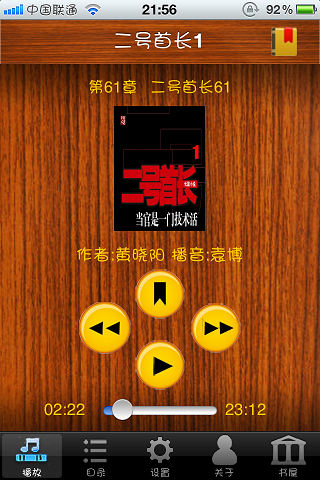 中国联通 21:56 92%
二号首长1
第61章 二号首长61
1
二号首长
当官是一门技术活
作者:黄晓阳 播音:袁博
02:22 23:12
播放 目录 设置 关于 书屋